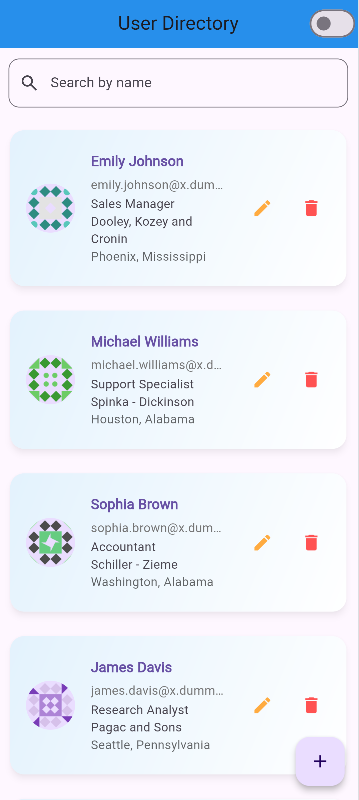 User Directory
Search by name
Emily Johnson
emily.johnson@x.dum...
Sales Manager
Dooley, Kozey and
Cronin
Phoenix, Mississippi
Michael Williams
michael.williams@x.d...
Support Specialist
Spinka - Dickinson
Houston, Alabama
Sophia Brown
sophia.brown@x.dum...
Accountant
Schiller - Zieme
Washington, Alabama
James Davis
james.davis@x.dumm...
Research Analyst
Pagac and Sons
Seattle, Pennsylvania
+